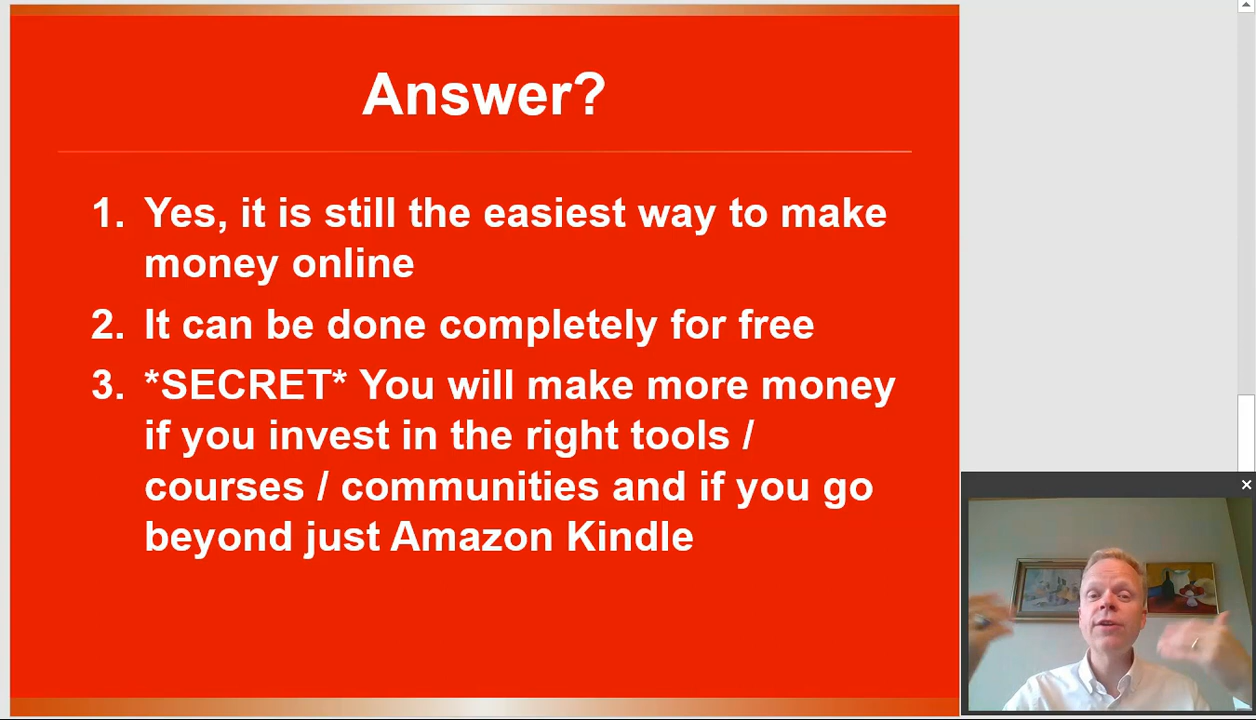 Answer?
1. Yes, it is still the easiest way to make
money online
2. It can be done completely for free
3. *SECRET* You will make more money
if you invest in the right tools /
courses / communities and if you go
beyond just Amazon Kindle